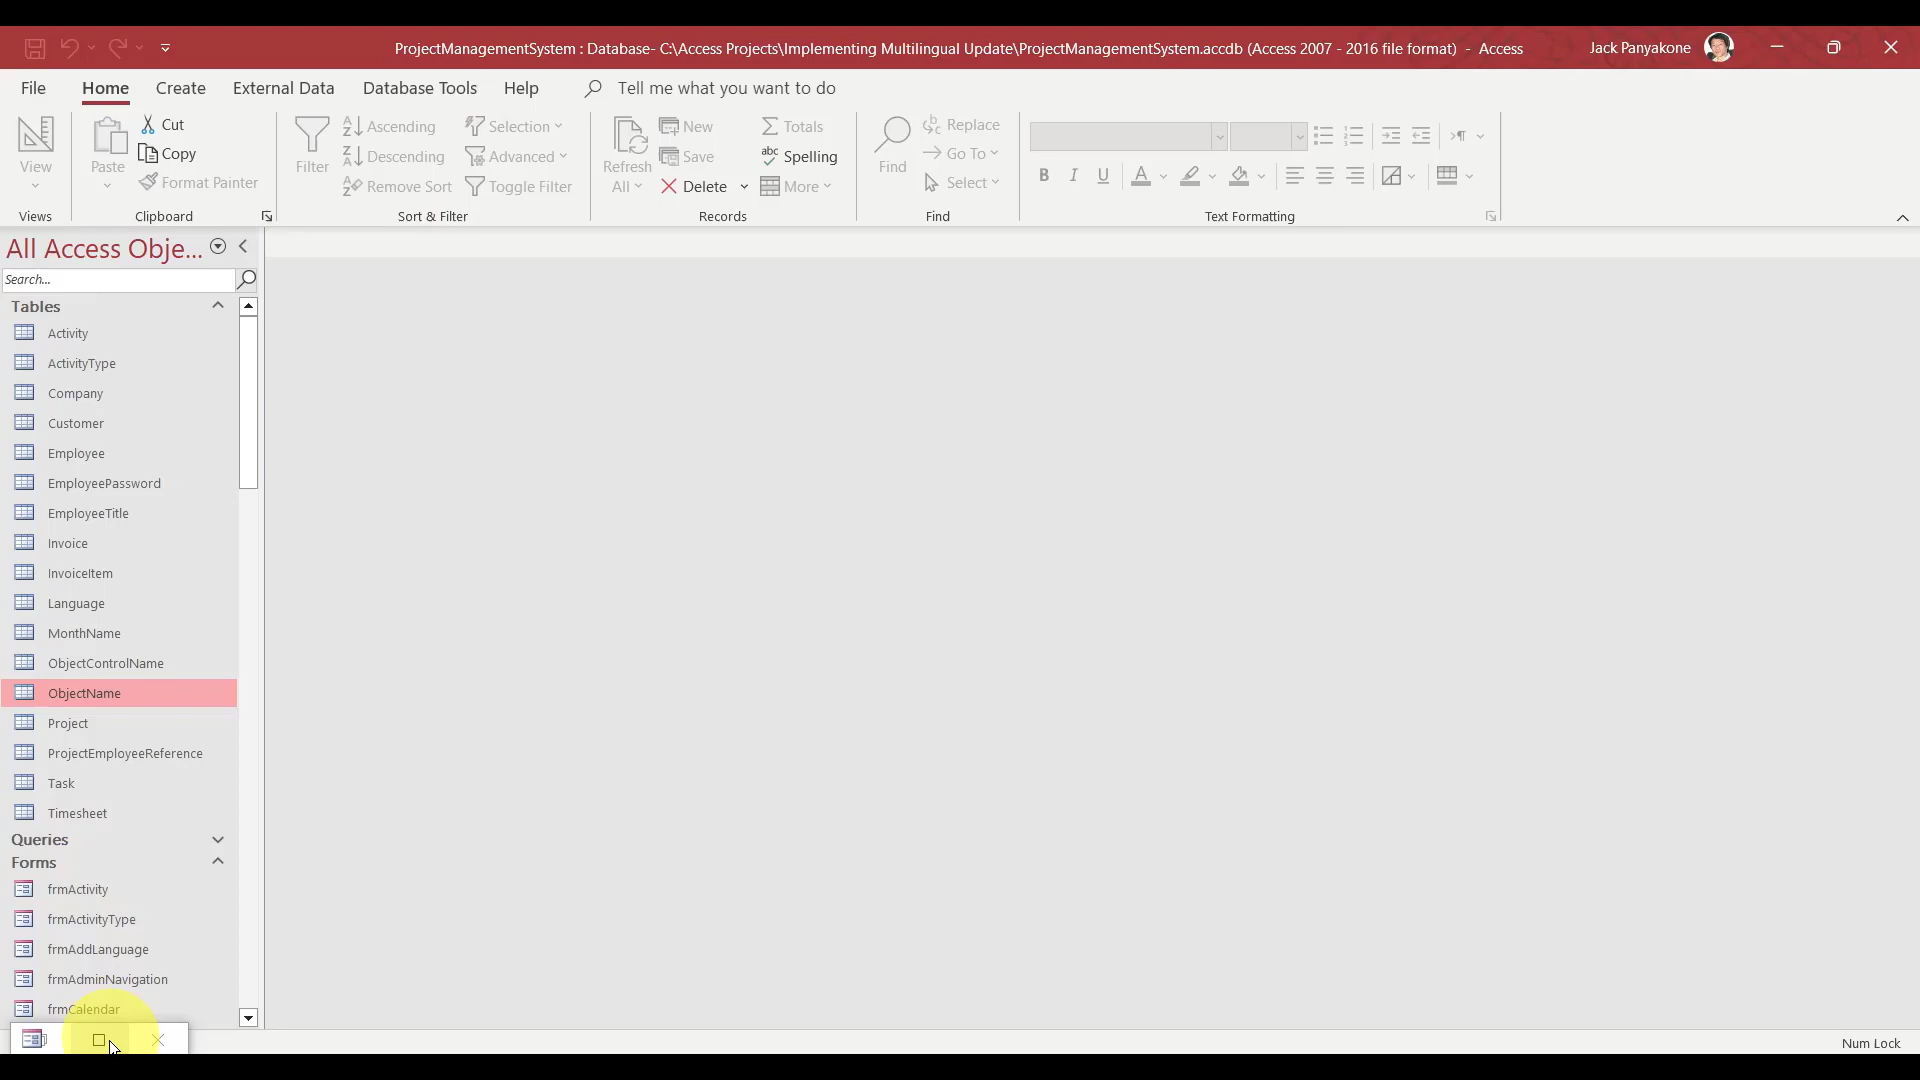 ProjectManagementSystem : Database- C:\Access Projects\Implementing Multilingual Update\ProjectManagementSystem.accdb (Access 2007 - 2016 file format) - Access
Jack Panyakone
File Home Create External Data Database Tools Help Tell me what you want to do
View
Views
Paste
Cut
Copy
Format Painter
Clipboard
Filter
Ascending
Descending
Remove Sort
Selection
Advanced
Toggle Filter
Sort & Filter
Refresh
All
New
Save
Delete
Totals
Spelling
More
Records
Find
Replace
Go To
Select
Find
B I U
Text Formatting
All Access Obje...
Search...
Tables
Activity
ActivityType
Company
Customer
Employee
EmployeePassword
EmployeeTitle
Invoice
InvoiceItem
Language
MonthName
ObjectControlName
ObjectName
Project
ProjectEmployeeReference
Task
Timesheet
Queries
Forms
frmActivity
frmActivityType
frmAddLanguage
frmAdminNavigation
frmCalendar
Num Lock